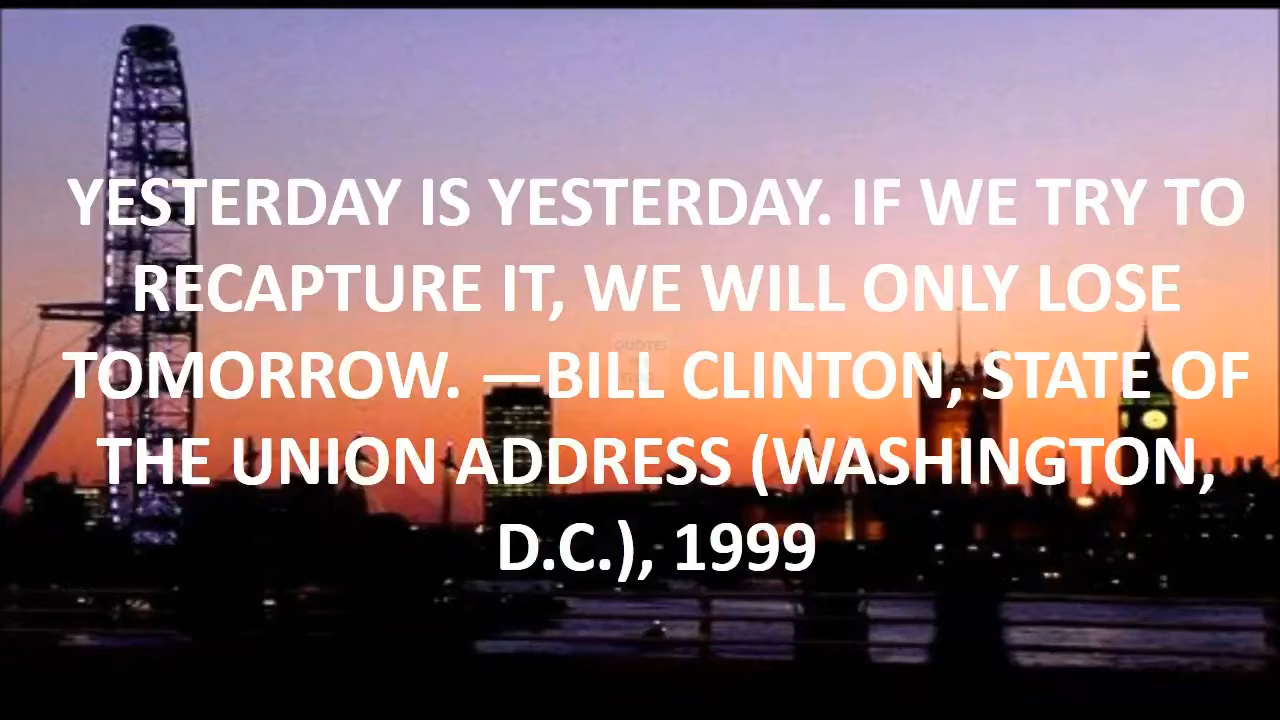 YESTERDAY IS YESTERDAY. IF WE TRY TO
RECAPTURE IT, WE WILL ONLY LOSE
TOMORROW. —BILL CLINTON, STATE OF
THE UNION ADDRESS (WASHINGTON,
D.C.), 1999